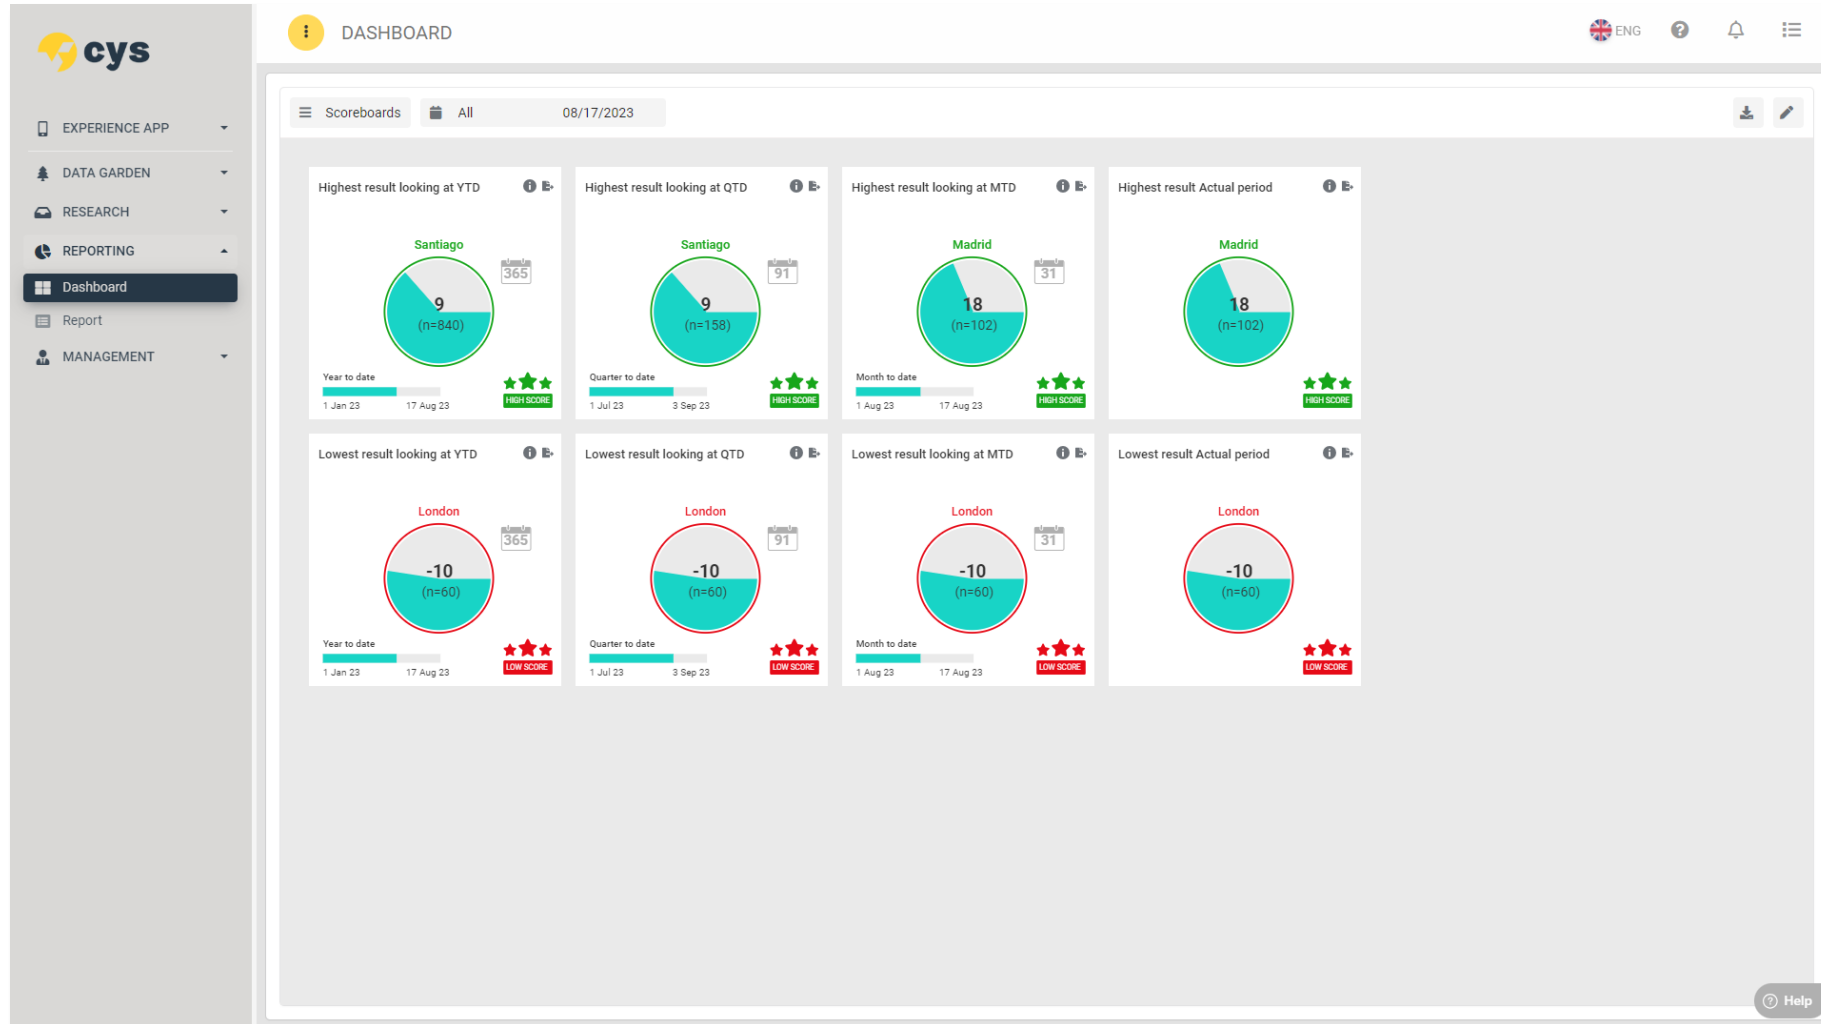 cys
DASHBOARD
ENG
EXPERIENCE APP
DATA GARDEN
RESEARCH
REPORTING
Dashboard
Report
MANAGEMENT
Scoreboards
All
08/17/2023
Highest result looking at YTD
Santiago
365
9
(n=840)
Year to date
1 Jan 23
17 Aug 23
HIGH SCORE
Highest result looking at QTD
Santiago
91
9
(n=158)
Quarter to date
1 Jul 23
3 Sep 23
HIGH SCORE
Highest result looking at MTD
Madrid
31
18
(n=102)
Month to date
1 Aug 23
17 Aug 23
HIGH SCORE
Highest result Actual period
Madrid
18
(n=102)
HIGH SCORE
Lowest result looking at YTD
London
365
-10
(n=60)
Year to date
1 Jan 23
17 Aug 23
LOW SCORE
Lowest result looking at QTD
London
91
-10
(n=60)
Quarter to date
1 Jul 23
3 Sep 23
LOW SCORE
Lowest result looking at MTD
London
31
-10
(n=60)
Month to date
1 Aug 23
17 Aug 23
LOW SCORE
Lowest result Actual period
London
-10
(n=60)
LOW SCORE
Help